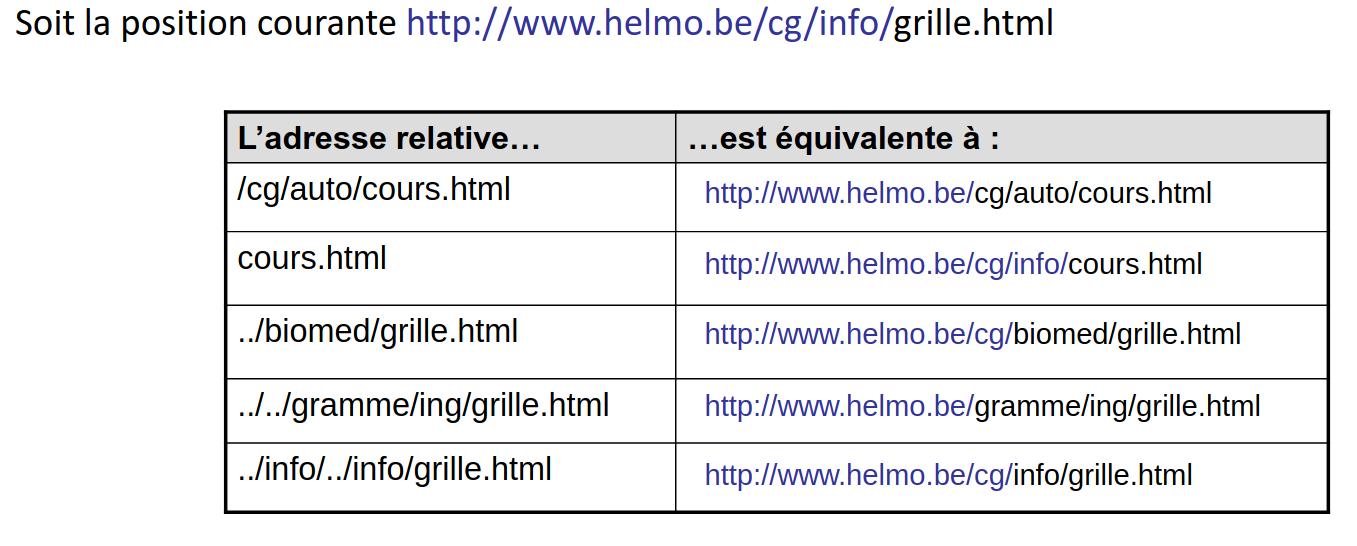 Soit la position courante http://www.helmo.be/cg/info/grille.html
L’adresse relative… …est équivalente à :
/cg/auto/cours.html http://www.helmo.be/cg/auto/cours.html
cours.html http://www.helmo.be/cg/info/cours.html
../biomed/grille.html http://www.helmo.be/cg/biomed/grille.html
../../gramme/ing/grille.html http://www.helmo.be/gramme/ing/grille.html
../info/../info/grille.html http://www.helmo.be/cg/info/grille.html